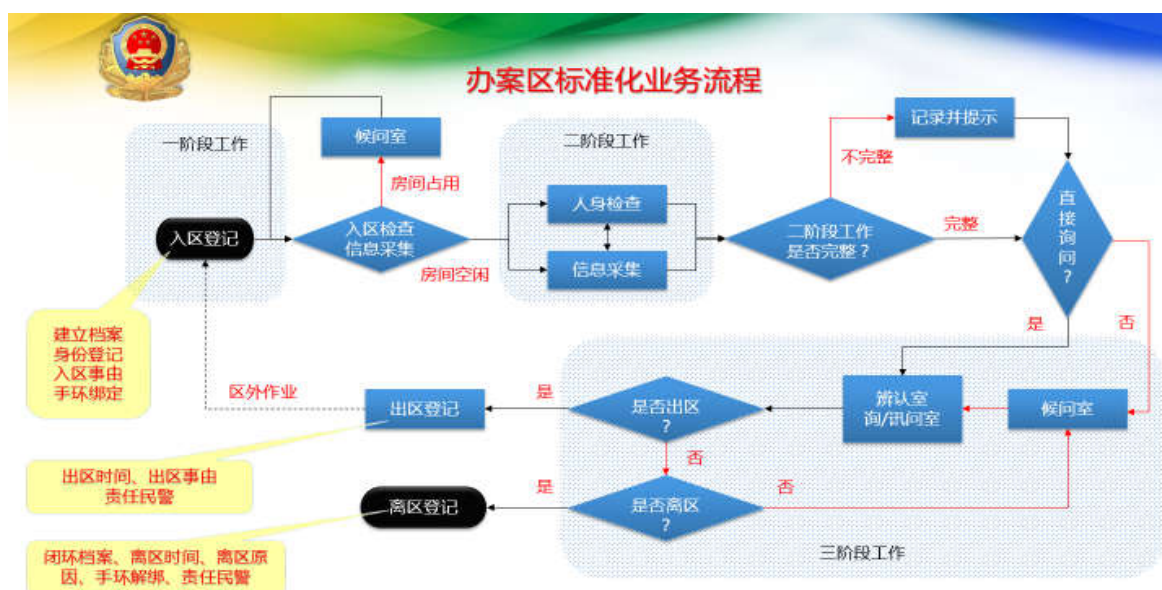 办案区标准化业务流程
一阶段工作
候问室
房间占用
入区登记
入区检查
信息采集
房间空闲
二阶段工作
人身检查
信息采集
二阶段工作
是否完整？
不完整
记录并提示
完整
直
接
询
问
？
是
否
建立档案
身份登记
入区事由
手环绑定
区外作业
出区登记
是
是否出区
？
辨认室
询/讯问室
候问室
否
出区时间、出区事由
责任民警
离区登记
是
是否离区
？
否
闭环档案、离区时间、离区原
因、手环解绑、责任民警
三阶段工作